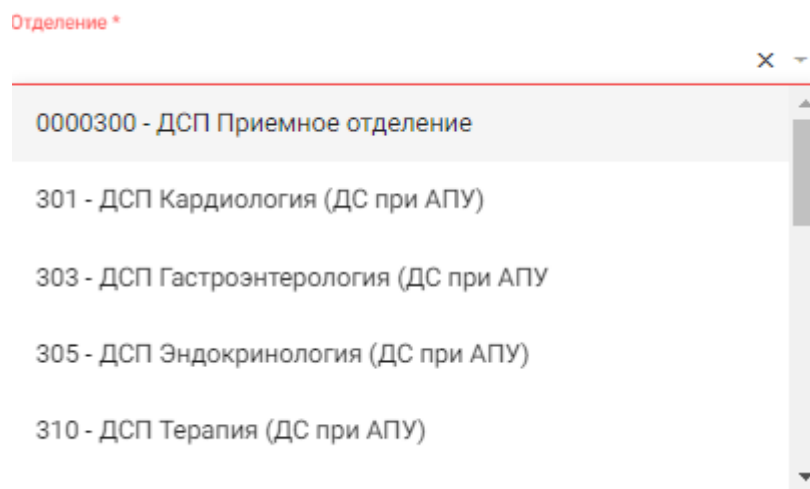 Отделение *
0000300 - ДСП Приемное отделение
301 - ДСП Кардиология (ДС при АПУ)
303 - ДСП Гастроэнтерология (ДС при АПУ
305 - ДСП Эндокринология (ДС при АПУ)
310 - ДСП Терапия (ДС при АПУ)